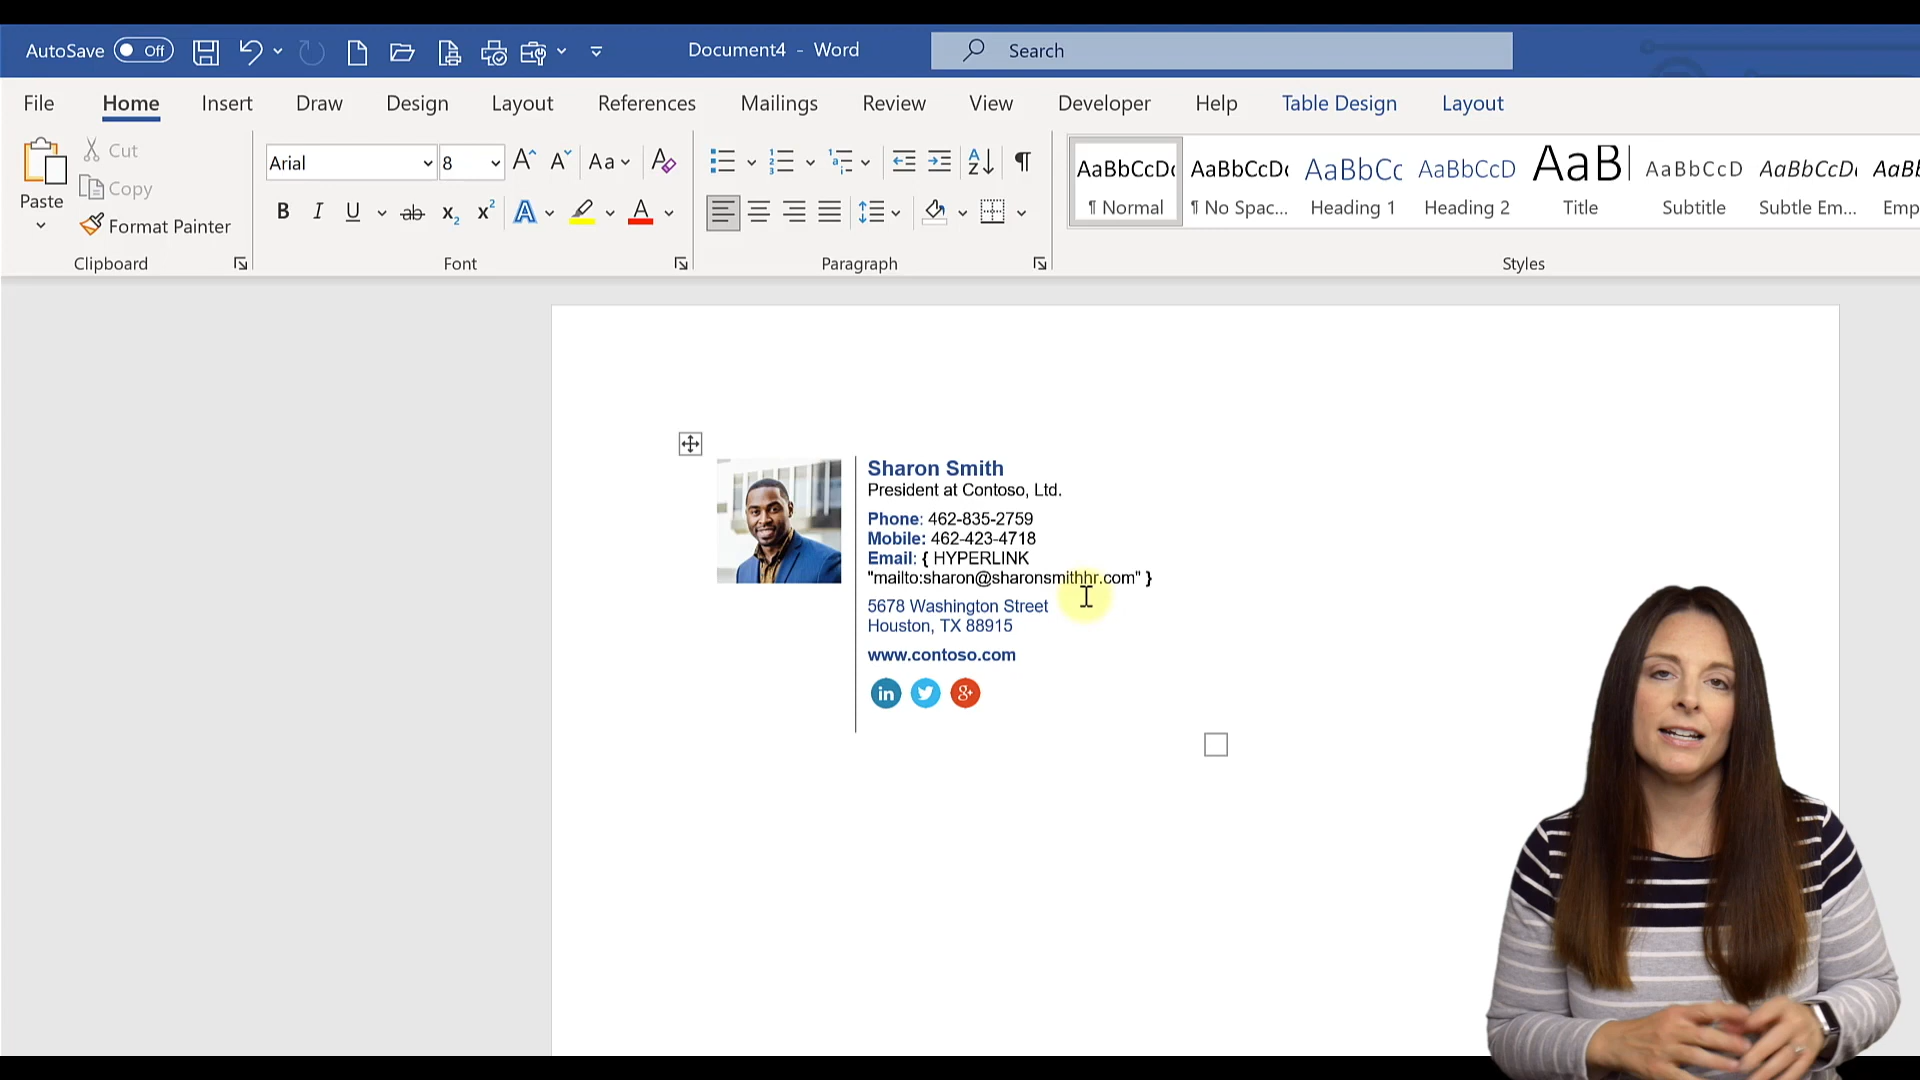 AutoSave Off Document4 - Word Search
File Home Insert Draw Design Layout References Mailings Review View Developer Help Table Design Layout
Paste
Cut
Copy
Format Painter
Clipboard
Arial 8
Font
Paragraph
AaBbCcDc AaBbCcDc AaBbCc AaBbCcD AaB AaBbCcD AaBbCcDc AaBb
¶ Normal ¶ No Spac... Heading 1 Heading 2 Title Subtitle Subtle Em... Emp
Styles
Sharon Smith
President at Contoso, Ltd.
Phone: 462-835-2759
Mobile: 462-423-4718
Email: { HYPERLINK
"mailto:sharon@sharonsmithhr.com" }
5678 Washington Street
Houston, TX 88915
www.contoso.com
in g+